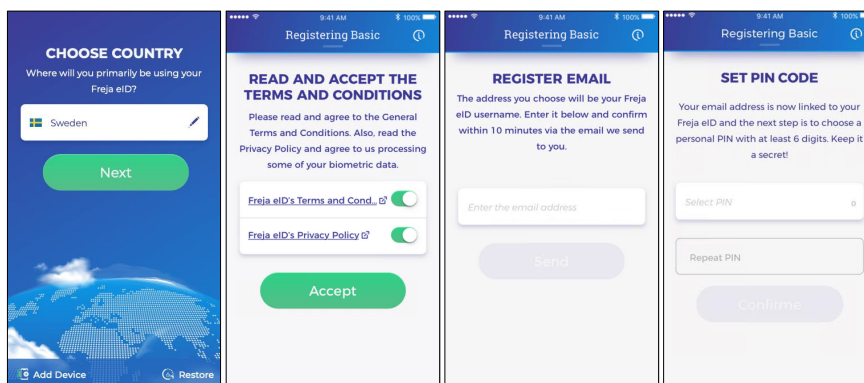 CHOOSE COUNTRY
Where will you primarily be using your
Freja eID?
Sweden
Next
Add Device
Restore
9:41 AM
100%
Registering Basic
READ AND ACCEPT THE
TERMS AND CONDITIONS
Please read and agree to the General
Terms and Conditions. Also, read the
Privacy Policy and agree to us processing
some of your biometric data.
Freja eID's Terms and Cond...
Freja eID's Privacy Policy
Accept
9:41 AM
100%
Registering Basic
REGISTER EMAIL
The address you choose will be your Freja
eID username. Enter it below and confirm
within 10 minutes via the email we send
to you.
Enter the email address
Send
9:41 AM
100%
Registering Basic
SET PIN CODE
Your email address is now linked to your
Freja eID and the next step is to choose a
personal PIN with at least 6 digits. Keep it
a secret!
Select PIN
0
Repeat PIN
Confirme